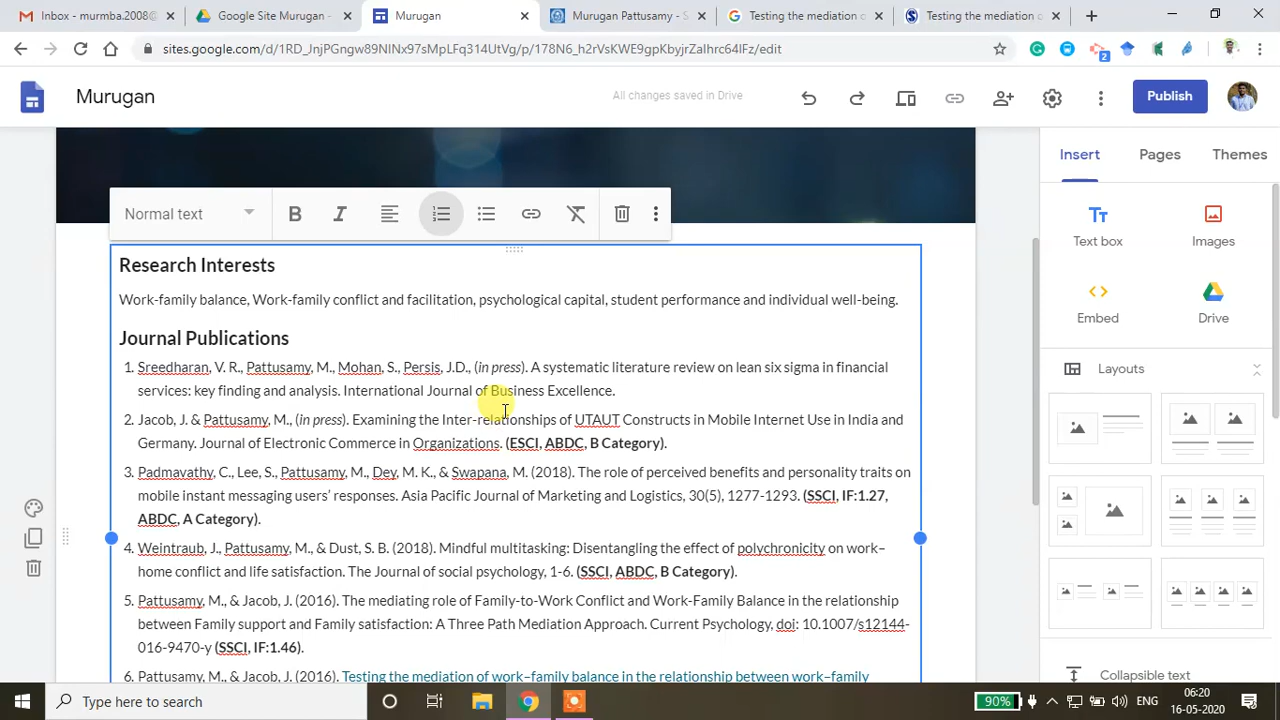 Inbox - murmba.2008@
Google Site Murugan -
Murugan
Murugan Pattusamy - S
Testing the mediation o
Testing the mediation o
sites.google.com/d/1RD_JnjPGngw89NINx97sMpLFq314UtVg/p/178N6_h2rVsKWE9gpKbyjrZalhrc64lFz/edit
2
Murugan
All changes saved in Drive
Publish
Insert
Pages
Themes
Normal text
Text box
Images
Embed
Drive
Layouts
Collapsible text
Research Interests
Work-family balance, Work-family conflict and facilitation, psychological capital, student performance and individual well-being.
Journal Publications
1. Sreedharan, V. R., Pattusamy, M., Mohan, S., Persis, J.D., (in press). A systematic literature review on lean six sigma in financial
services: key finding and analysis. International Journal of Business Excellence.
2. Jacob, J. & Pattusamy, M., (in press). Examining the Inter-relationships of UTAUT Constructs in Mobile Internet Use in India and
Germany. Journal of Electronic Commerce in Organizations. (ESCI, ABDC, B Category).
3. Padmavathy, C., Lee, S., Pattusamy, M., Dey, M. K., & Swapana, M. (2018). The role of perceived benefits and personality traits on
mobile instant messaging users' responses. Asia Pacific Journal of Marketing and Logistics, 30(5), 1277-1293. (SSCI, IF:1.27,
ABDC, A Category).
4. Weintraub, J., Pattusamy, M., & Dust, S. B. (2018). Mindful multitasking: Disentangling the effect of polychronicity on work–
home conflict and life satisfaction. The Journal of social psychology, 1-6. (SSCI, ABDC, B Category).
5. Pattusamy, M., & Jacob, J. (2016). The mediating role of Family-to-Work Conflict and Work-Family Balance in the relationship
between Family support and Family satisfaction: A Three Path Mediation Approach. Current Psychology, doi: 10.1007/s12144-
016-9470-y (SSCI, IF:1.46).
6. Pattusamy, M., & Jacob, J. (2016). Testing the mediation of work–family balance in the relationship between work–family
Type here to search
90%
ENG
06:20
16-05-2020